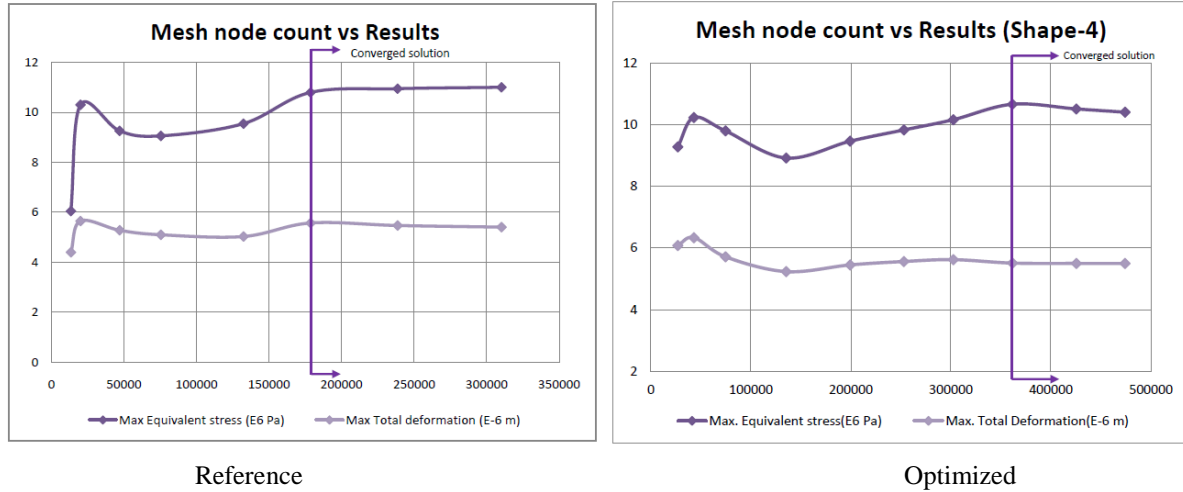 Mesh node count vs Results
Converged solution
12
10
8
6
4
2
0
0 50000 100000 150000 200000 250000 300000 350000
Max Equivalent stress (E6 Pa) Max Total deformation (E-6 m)
Reference
Mesh node count vs Results (Shape-4)
Converged solution
12
10
8
6
4
2
0 100000 200000 300000 400000 500000
Max. Equivalent stress(E6 Pa) Max. Total Deformation(E-6 m)
Optimized